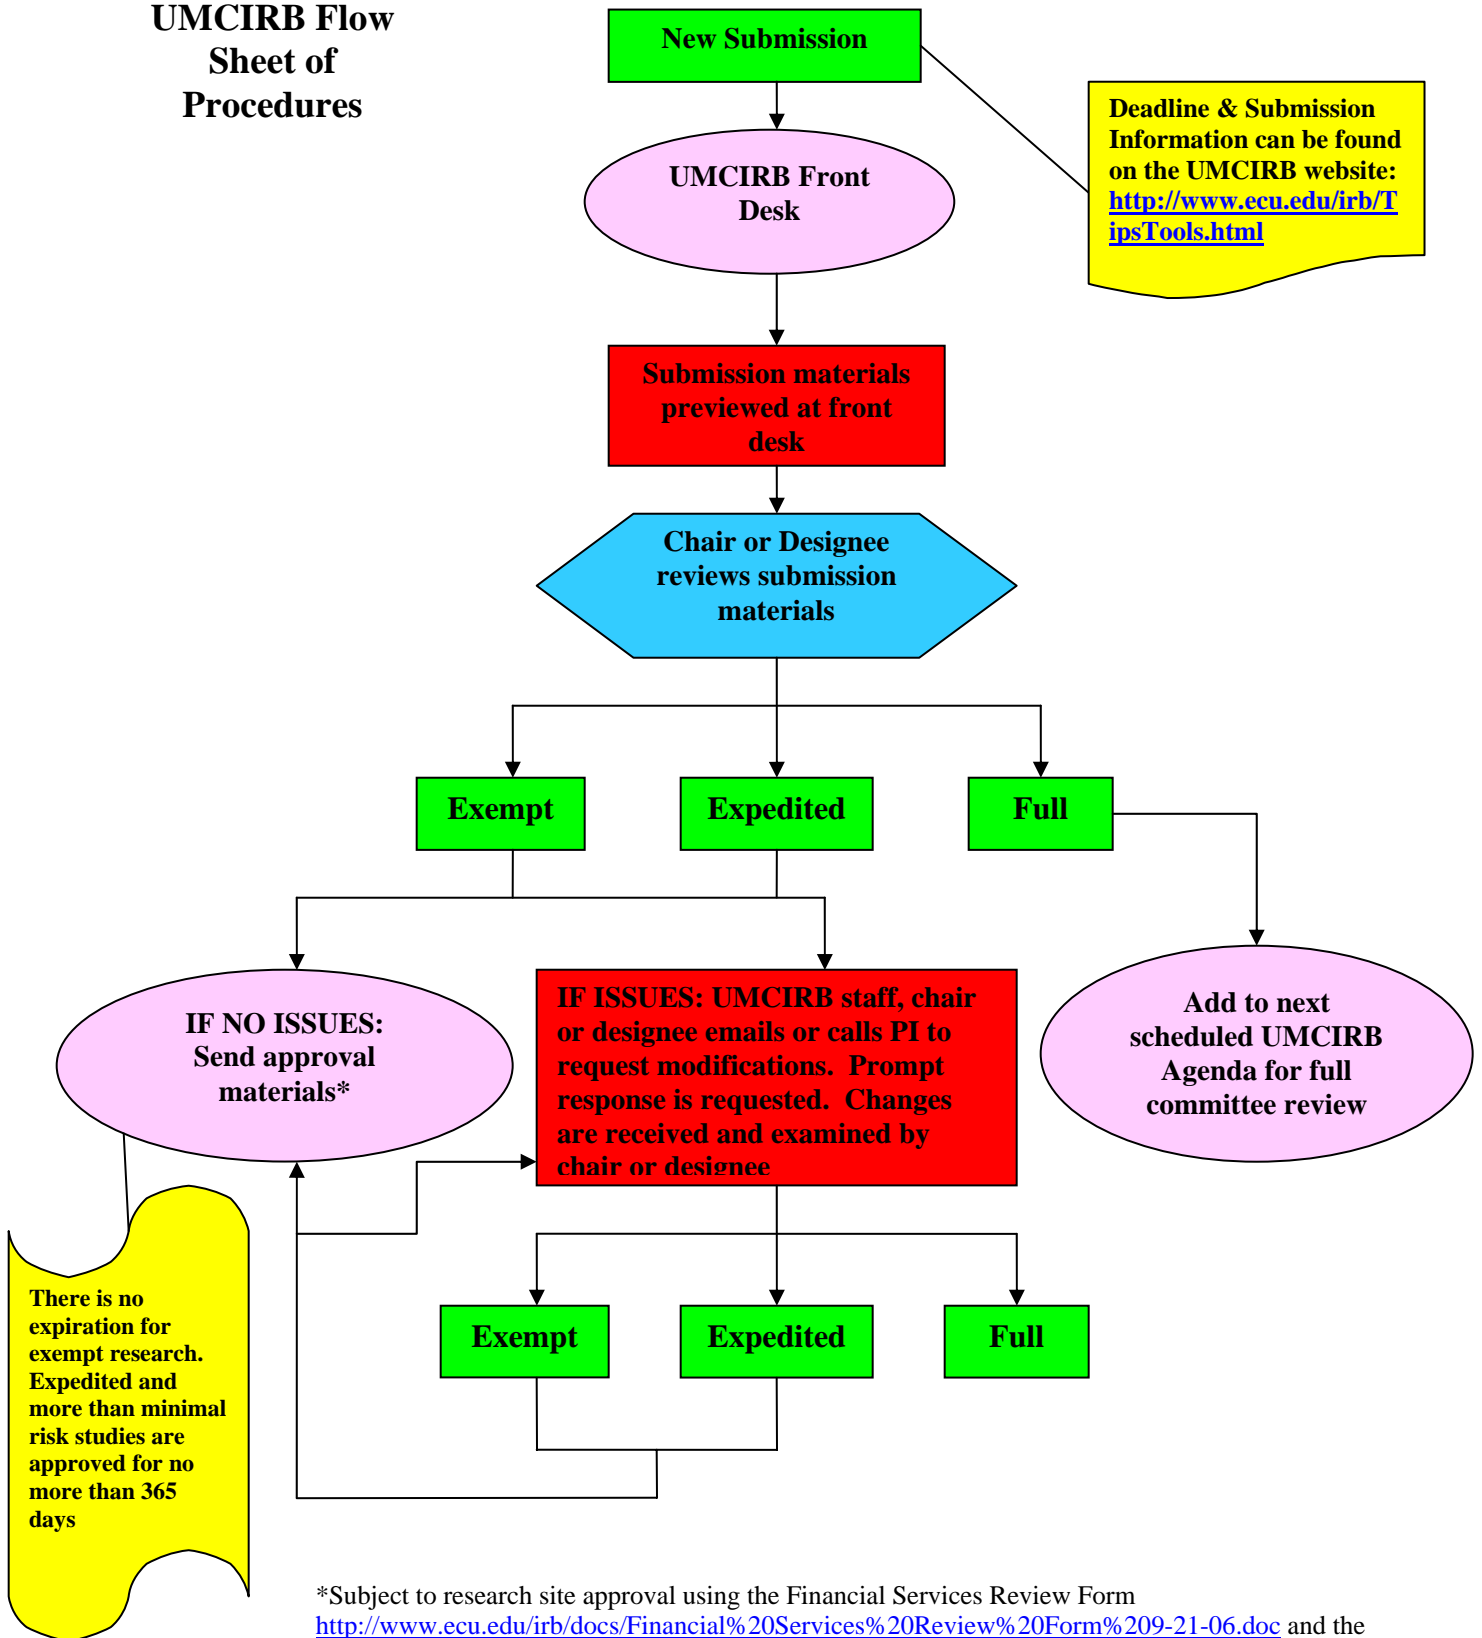 UMCIRB Flow
Sheet of
Procedures
New Submission
Deadline & Submission
Information can be found
on the UMCIRB website:
http://www.ecu.edu/irb/T
ipsTools.html
UMCIRB Front
Desk
Submission materials
previewed at front
desk
Chair or Designee
reviews submission
materials
Exempt
Expedited
Full
IF NO ISSUES:
Send approval
materials*
IF ISSUES: UMCIRB staff, chair
or designee emails or calls PI to
request modifications. Prompt
response is requested. Changes
are received and examined by
chair or designee
Add to next
scheduled UMCIRB
Agenda for full
committee review
There is no
expiration for
exempt research.
Expedited and
more than minimal
risk studies are
approved for no
more than 365
days
Exempt
Expedited
Full
*Subject to research site approval using the Financial Services Review Form
http://www.ecu.edu/irb/docs/Financial%20Services%20Review%20Form%209-21-06.doc and the